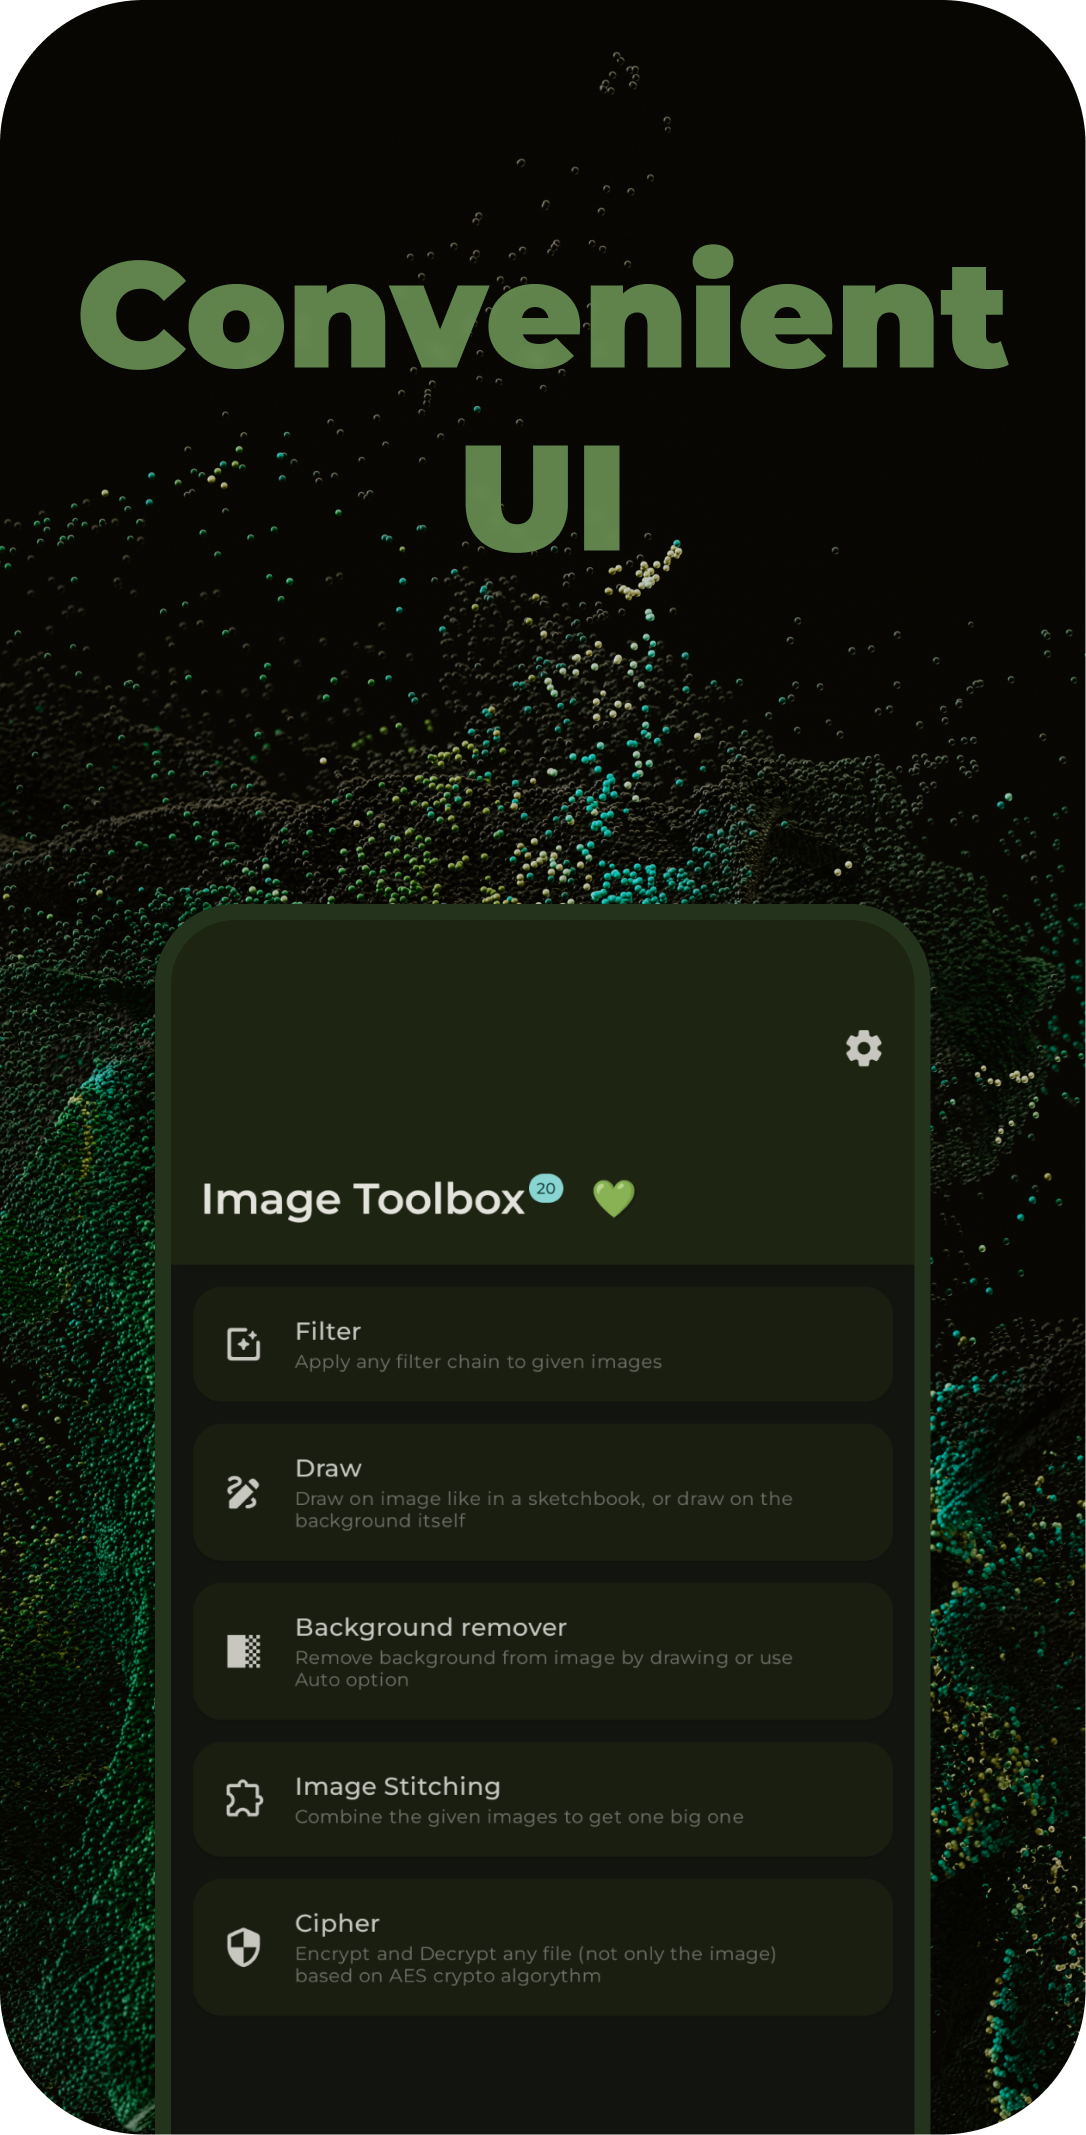 Convenient
UI
Image Toolbox 20 💚
Filter
Apply any filter chain to given images
Draw
Draw on image like in a sketchbook, or draw on the
background itself
Background remover
Remove background from image by drawing or use
Auto option
Image Stitching
Combine the given images to get one big one
Cipher
Encrypt and Decrypt any file (not only the image)
based on AES crypto algorythm